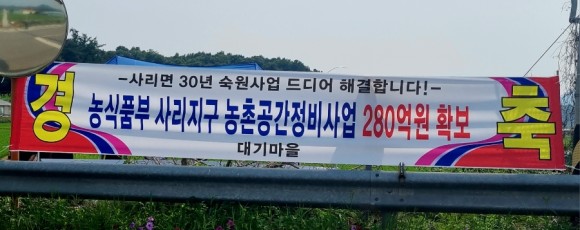 경
-사리면 30년 숙원사업 드디어 해결합니다!-
농식품부 사리지구 농촌공간정비사업 280억원 확보
대기마을
축